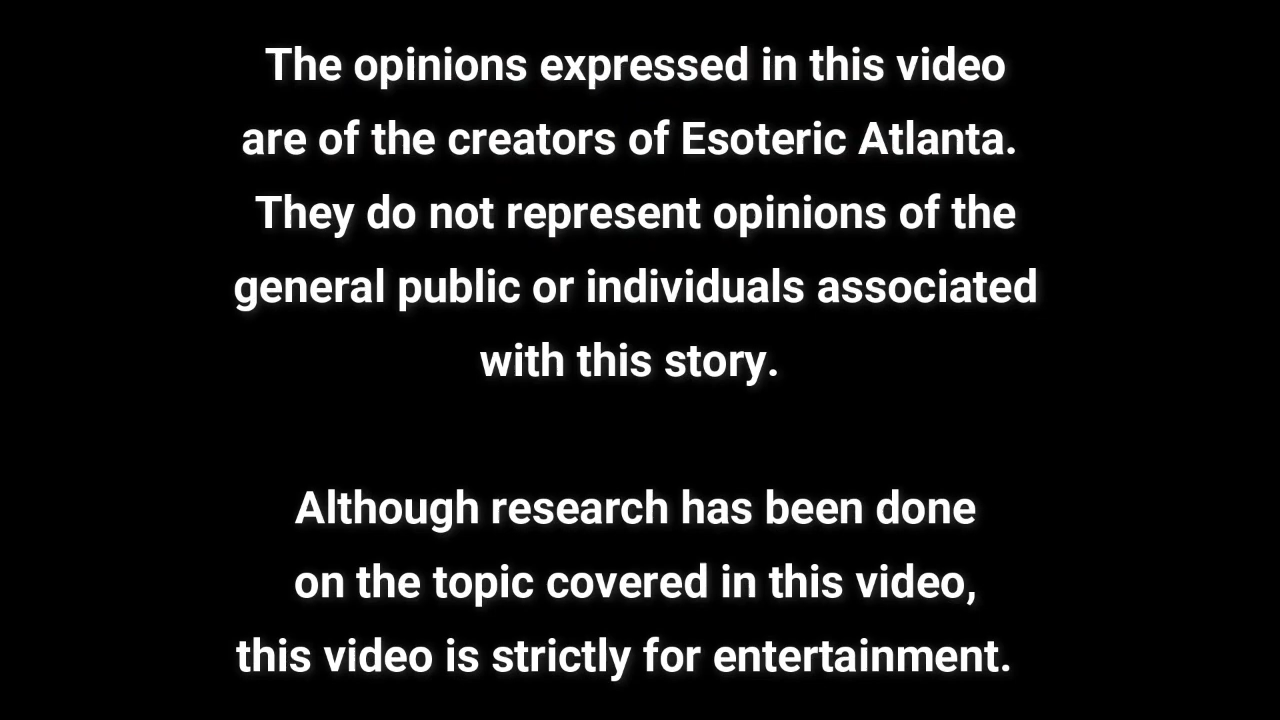 The opinions expressed in this video
are of the creators of Esoteric Atlanta.
They do not represent opinions of the
general public or individuals associated
with this story.
Although research has been done
on the topic covered in this video,
this video is strictly for entertainment.